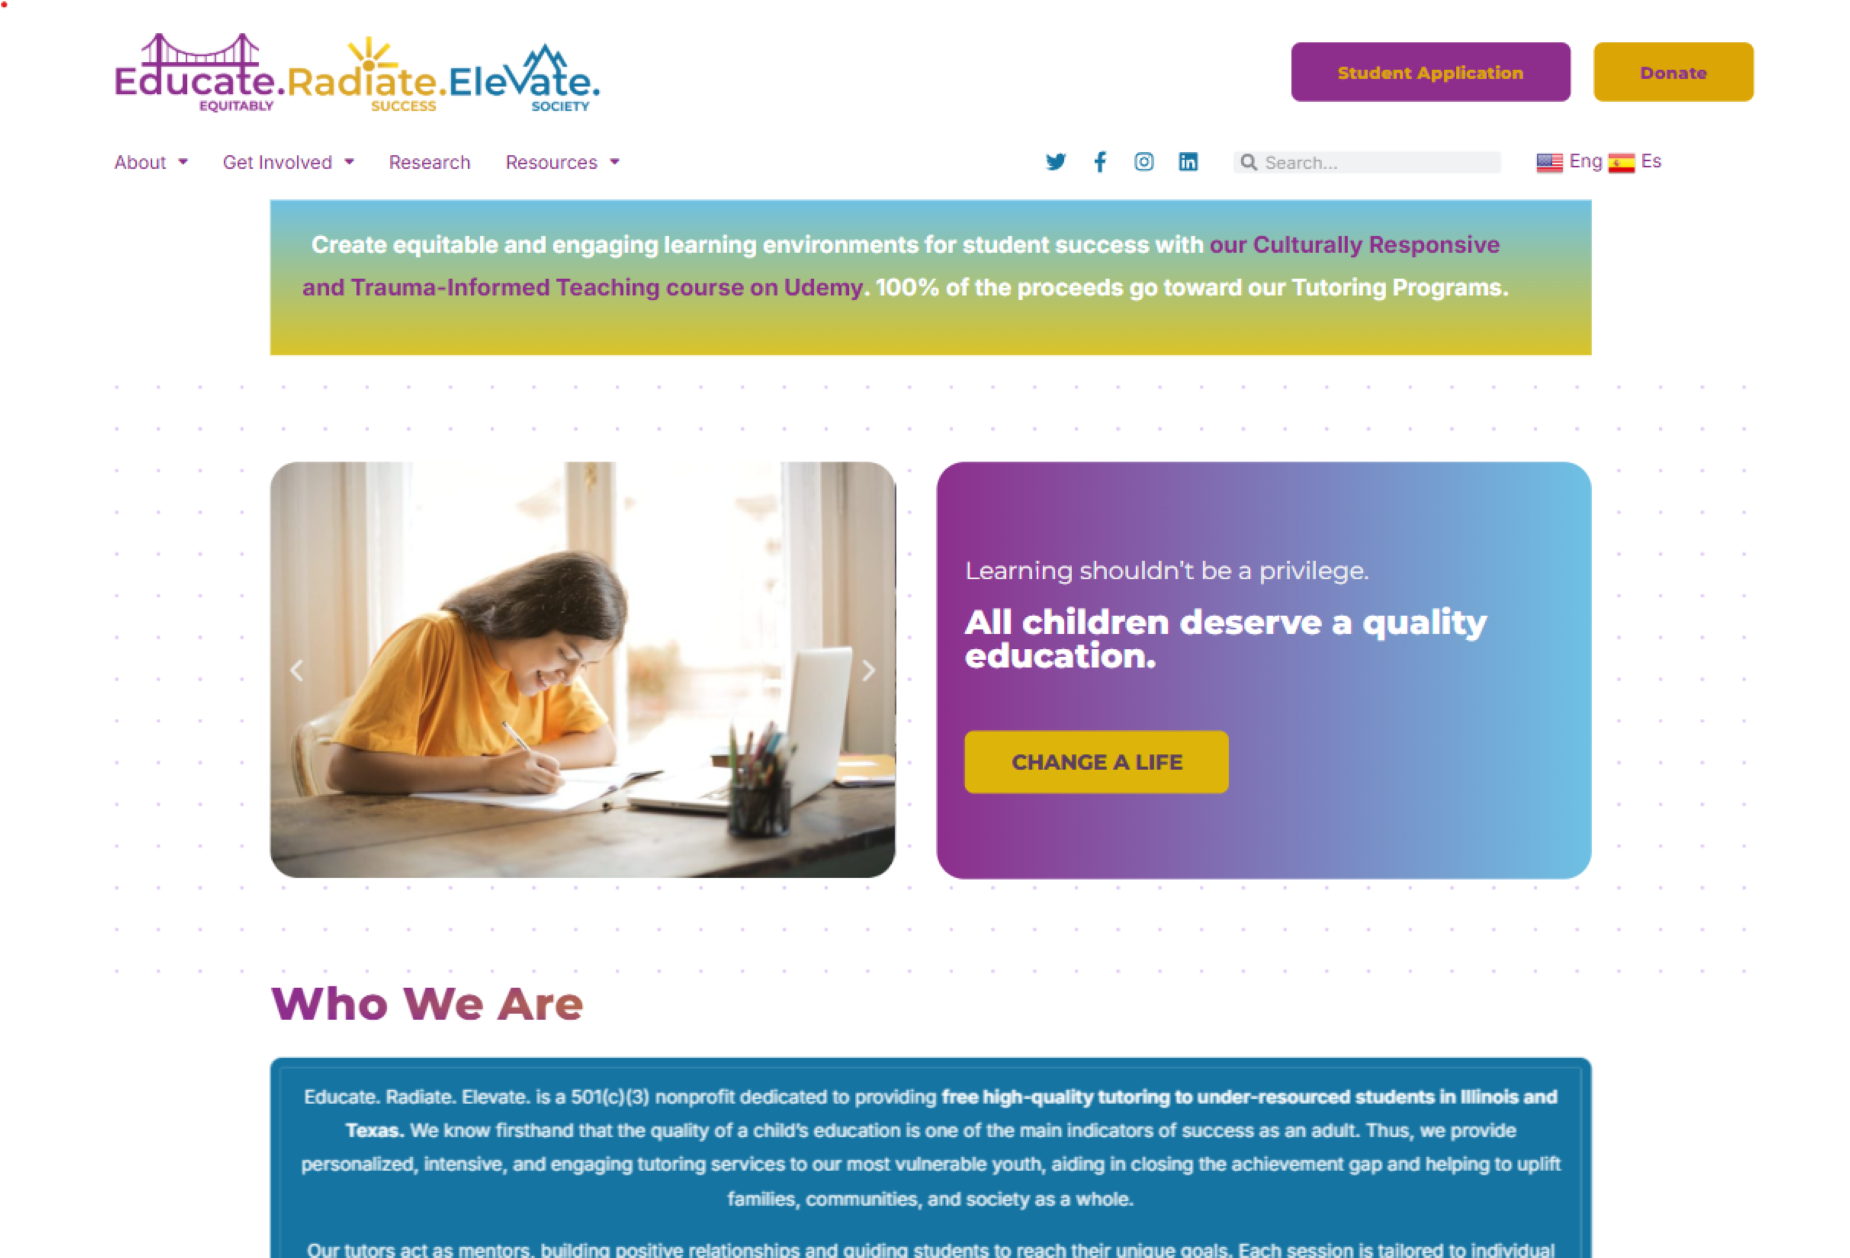 Educate.Radiate.EleVate.
EQUITABLY SUCCESS SOCIETY
Student Application
Donate
About Get Involved Research Resources
Search...
Eng Es
Create equitable and engaging learning environments for student success with our Culturally Responsive
and Trauma-Informed Teaching course on Udemy. 100% of the proceeds go toward our Tutoring Programs.
Learning shouldn't be a privilege.
All children deserve a quality
education.
CHANGE A LIFE
Who We Are
Educate. Radiate. Elevate. is a 501(c)(3) nonprofit dedicated to providing free high-quality tutoring to under-resourced students in Illinois and
Texas. We know firsthand that the quality of a child's education is one of the main indicators of success as an adult. Thus, we provide
personalized, intensive, and engaging tutoring services to our most vulnerable youth, aiding in closing the achievement gap and helping to uplift
families, communities, and society as a whole.
Our tutors act as mentors, building positive relationships and guiding students to reach their unique goals. Each session is tailored to individual